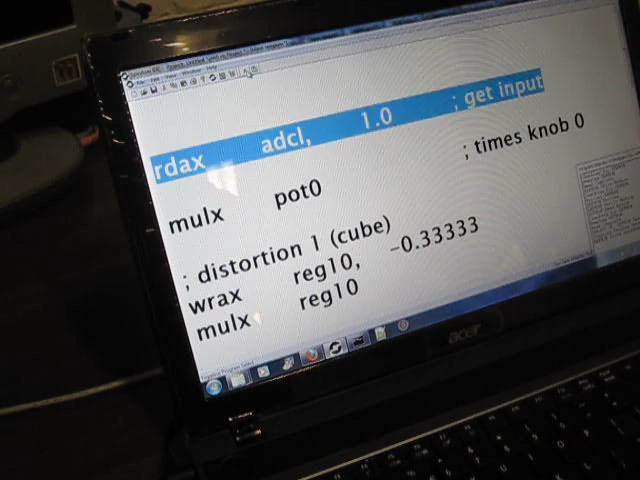 rdax adcl, 1.0 ; get input
mulx pot0 ; times knob 0
; distortion 1 (cube)
wrax reg10, -0.33333
mulx reg10
acer